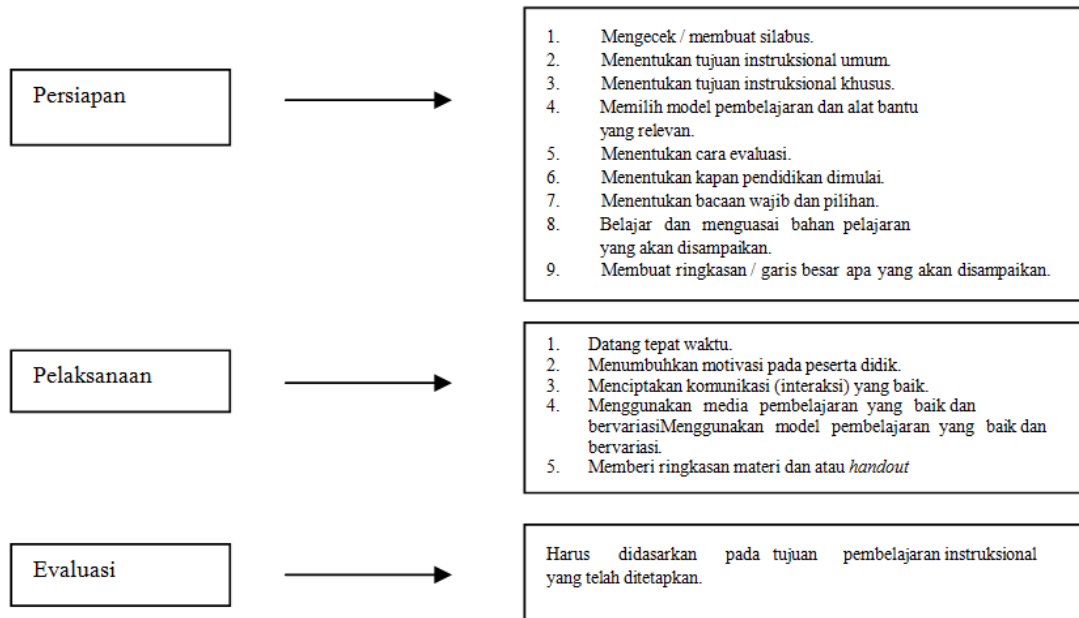 Persiapan
1. Mengecek / membuat silabus.
2. Menentukan tujuan instruksional umum.
3. Menentukan tujuan instruksional khusus.
4. Memilih model pembelajaran dan alat bantu
yang relevan.
5. Menentukan cara evaluasi.
6. Menentukan kapan pendidikan dimulai.
7. Menentukan bacaan wajib dan pilihan.
8. Belajar dan menguasai bahan pelajaran
yang akan disampaikan.
9. Membuat ringkasan / garis besar apa yang akan disampaikan.
Pelaksanaan
1. Datang tepat waktu.
2. Menumbuhkan motivasi pada peserta didik.
3. Menciptakan komunikasi (interaksi) yang baik.
4. Menggunakan media pembelajaran yang baik dan
bervariasiMenggunakan model pembelajaran yang baik dan
bervariasi.
5. Memberi ringkasan materi dan atau handout
Evaluasi
Harus didasarkan pada tujuan pembelajaran instruksional
yang telah ditetapkan.